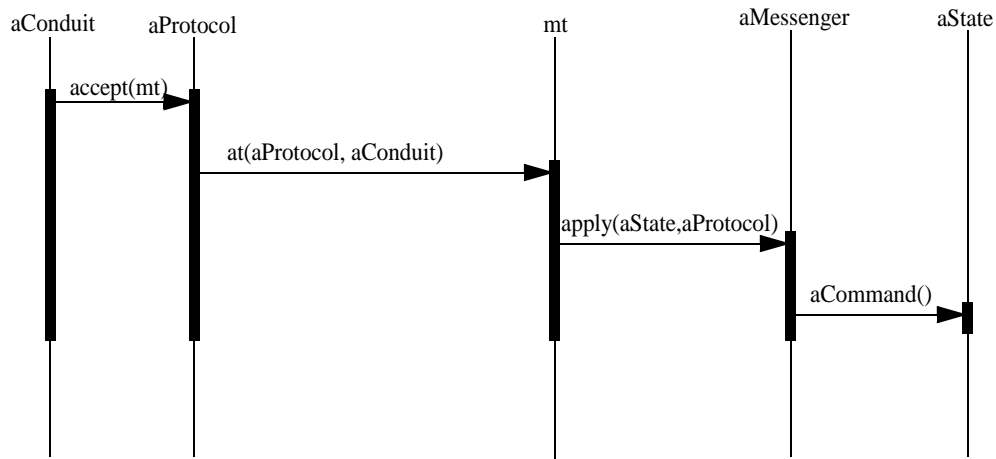 aConduit
aProtocol
mt
aMessenger
aState
accept(mt)
at(aProtocol, aConduit)
apply(aState,aProtocol)
aCommand()